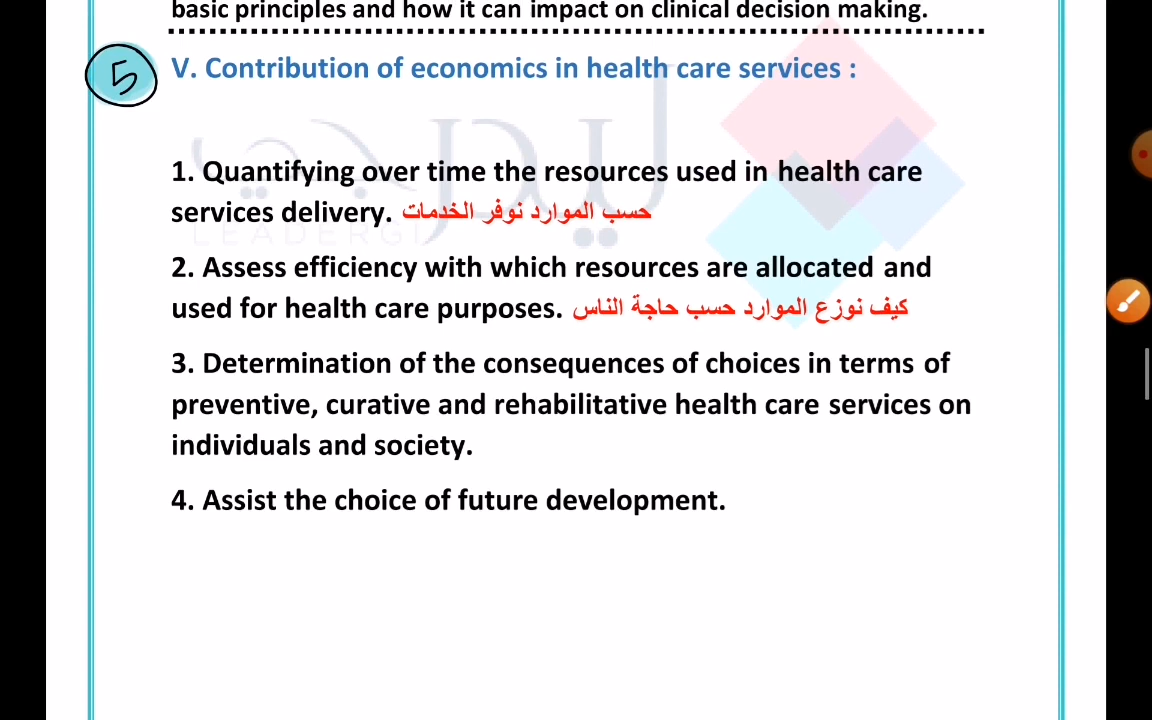 basic principles and how it can impact on clinical decision making.
5
V. Contribution of economics in health care services :
ليدرجي
LEADERGI
1. Quantifying over time the resources used in health care
services delivery. حسب الموارد نوفر الخدمات
2. Assess efficiency with which resources are allocated and
used for health care purposes. كيف نوزع الموارد حسب حاجة الناس
3. Determination of the consequences of choices in terms of
preventive, curative and rehabilitative health care services on
individuals and society.
4. Assist the choice of future development.